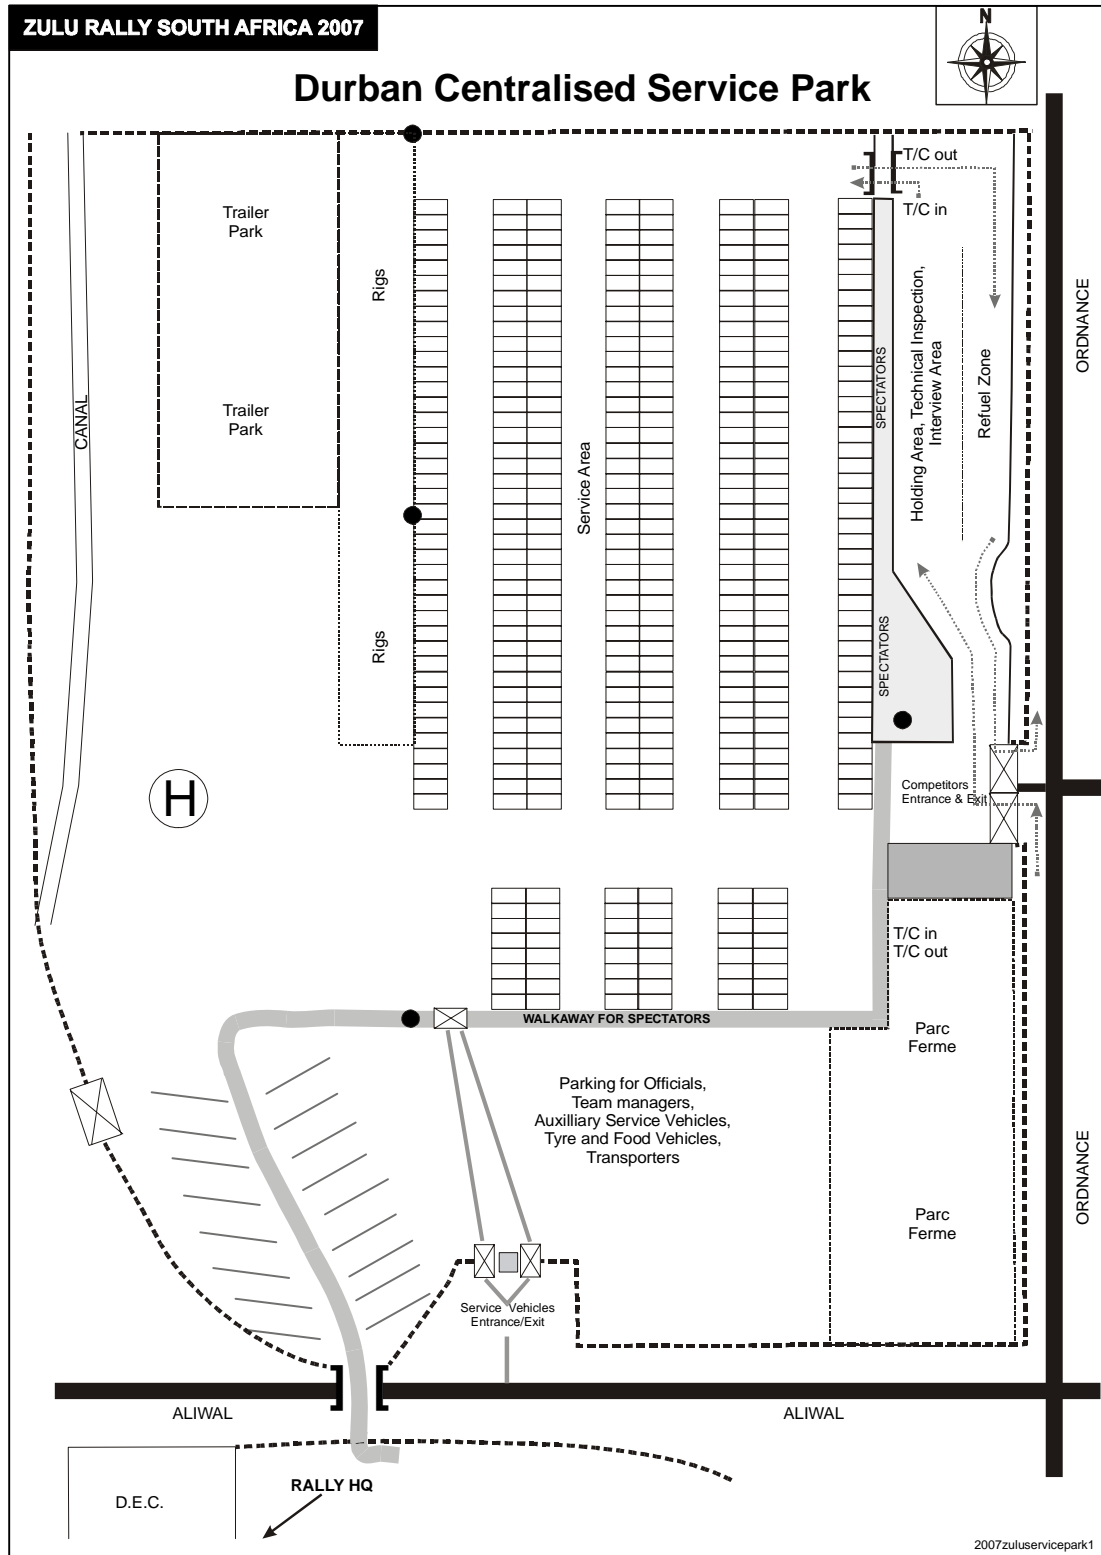 ZULU RALLY SOUTH AFRICA 2007
N
Durban Centralised Service Park
T/C out
T/C in
Trailer
Park
Rigs
ORDNANCE
Holding Area, Technical Inspection,
Interview Area
SPECTATORS
Refuel Zone
CANAL
Trailer
Park
Service Area
Rigs
SPECTATORS
H
Competitors
Entrance & Exit
T/C in
T/C out
WALKAWAY FOR SPECTATORS
Parc
Ferme
Parking for Officials,
Team managers,
Auxilliary Service Vehicles,
Tyre and Food Vehicles,
Transporters
ORDNANCE
Parc
Ferme
Service Vehicles
Entrance/Exit
ALIWAL
ALIWAL
RALLY HQ
D.E.C.
2007zuluservicepark1